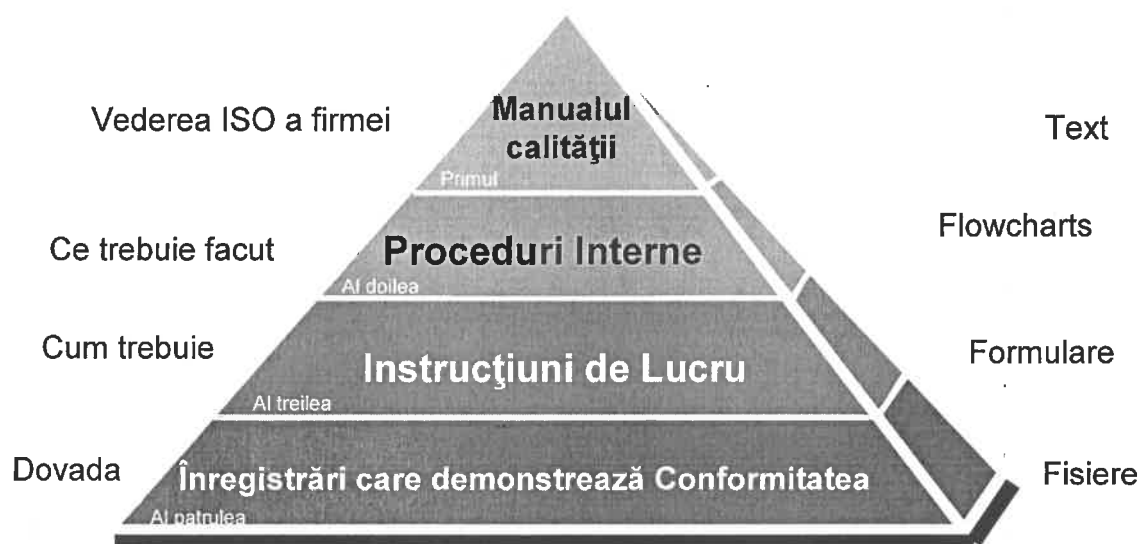 Vederea ISO a firmei
Manualul
calităţii
Text
Primul
Ce trebuie facut
Proceduri Interne
Flowcharts
Al doilea
Cum trebuie
Instrucţiuni de Lucru
Formulare
Al treilea
Dovada
Înregistrări care demonstrează Conformitatea
Fisiere
Al patrulea